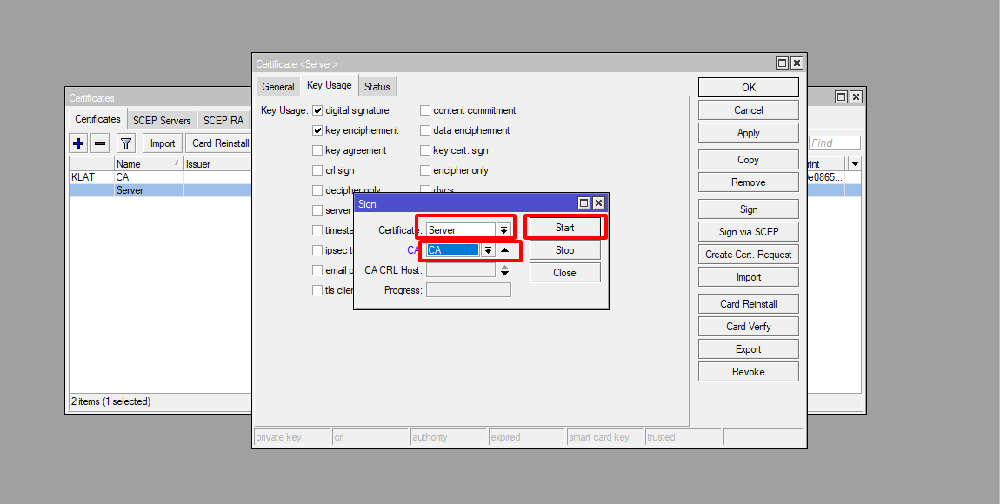 Certificate <Server>
General Key Usage Status
Key Usage: digital signature content commitment
key encipherment data encipherment
key agreement key cert. sign
crl sign encipher only
decipher only dvcs
server
timesta
ipsec t
email p
tls clien
OK
Cancel
Apply
Copy
Remove
Sign
Sign via SCEP
Create Cert. Request
Import
Card Reinstall
Card Verify
Export
Revoke
private key crl authority expired smart card key trusted
Sign
Certificate: Server Start
CA CA Stop
CA CRL Host: Close
Progress:
Certificates
Certificates SCEP Servers SCEP RA
Import Card Reinstall Find
Name / Issuer rint
KLAT CA 0e0865...
Server
2 items (1 selected)